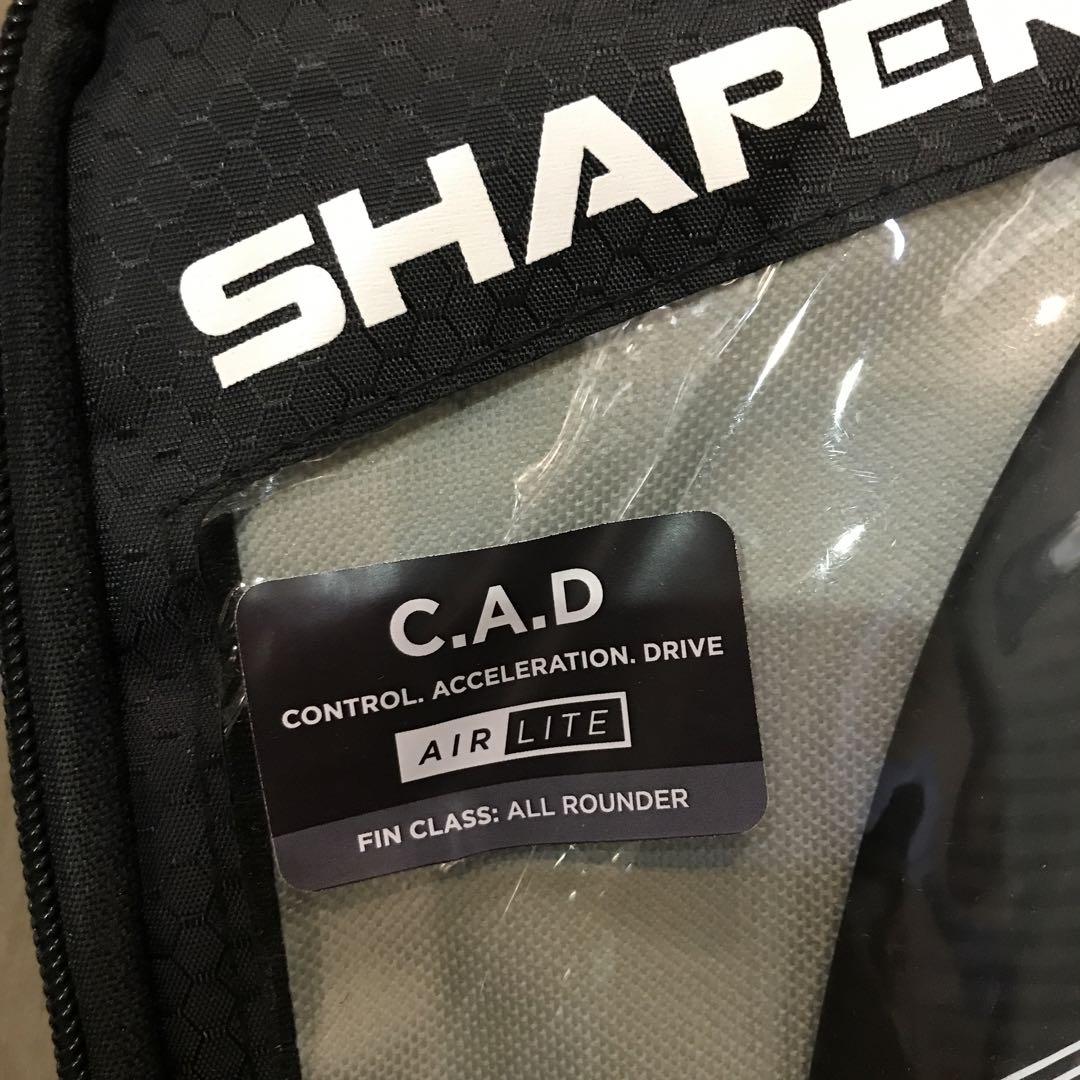 SHAPER
C.A.D
CONTROL. ACCELERATION. DRIVE
AIR LITE
FIN CLASS: ALL ROUNDER